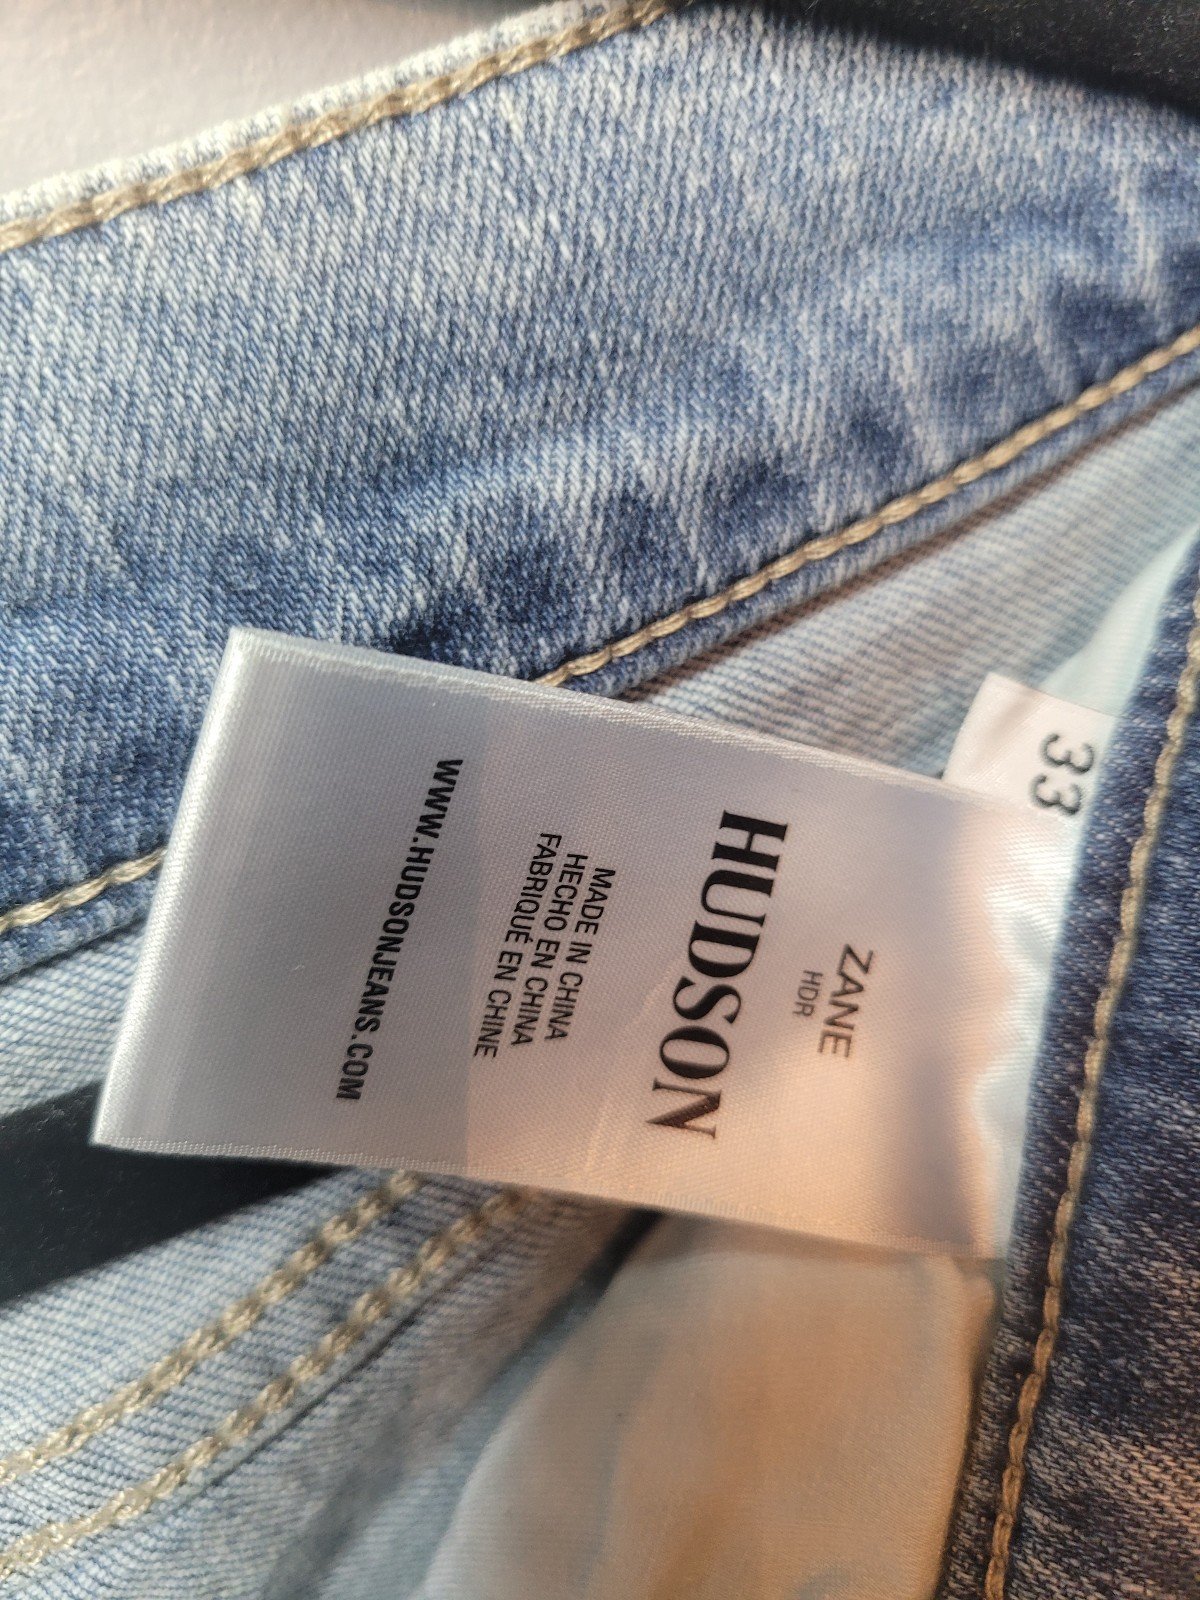 33
ZANE
HDR
HUDSON
MADE IN CHINA
HECHO EN CHINA
FABRIQUÉ EN CHINE
WWW.HUDSONJEANS.COM